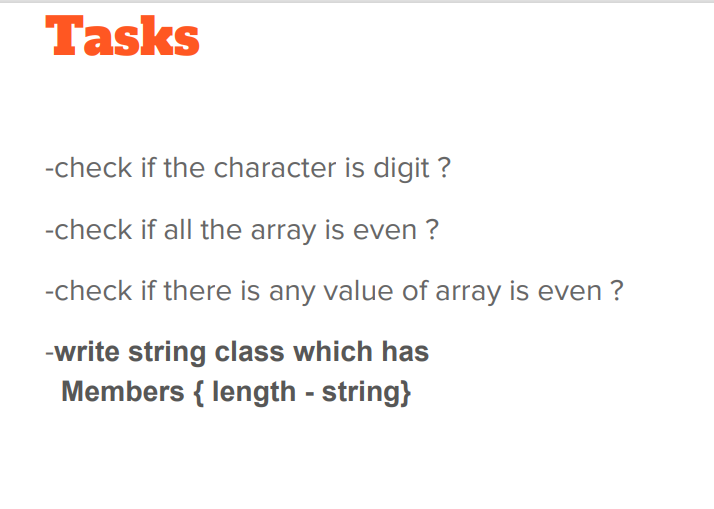 Tasks
-check if the character is digit ?
-check if all the array is even ?
-check if there is any value of array is even ?
-write string class which has
Members { length - string}